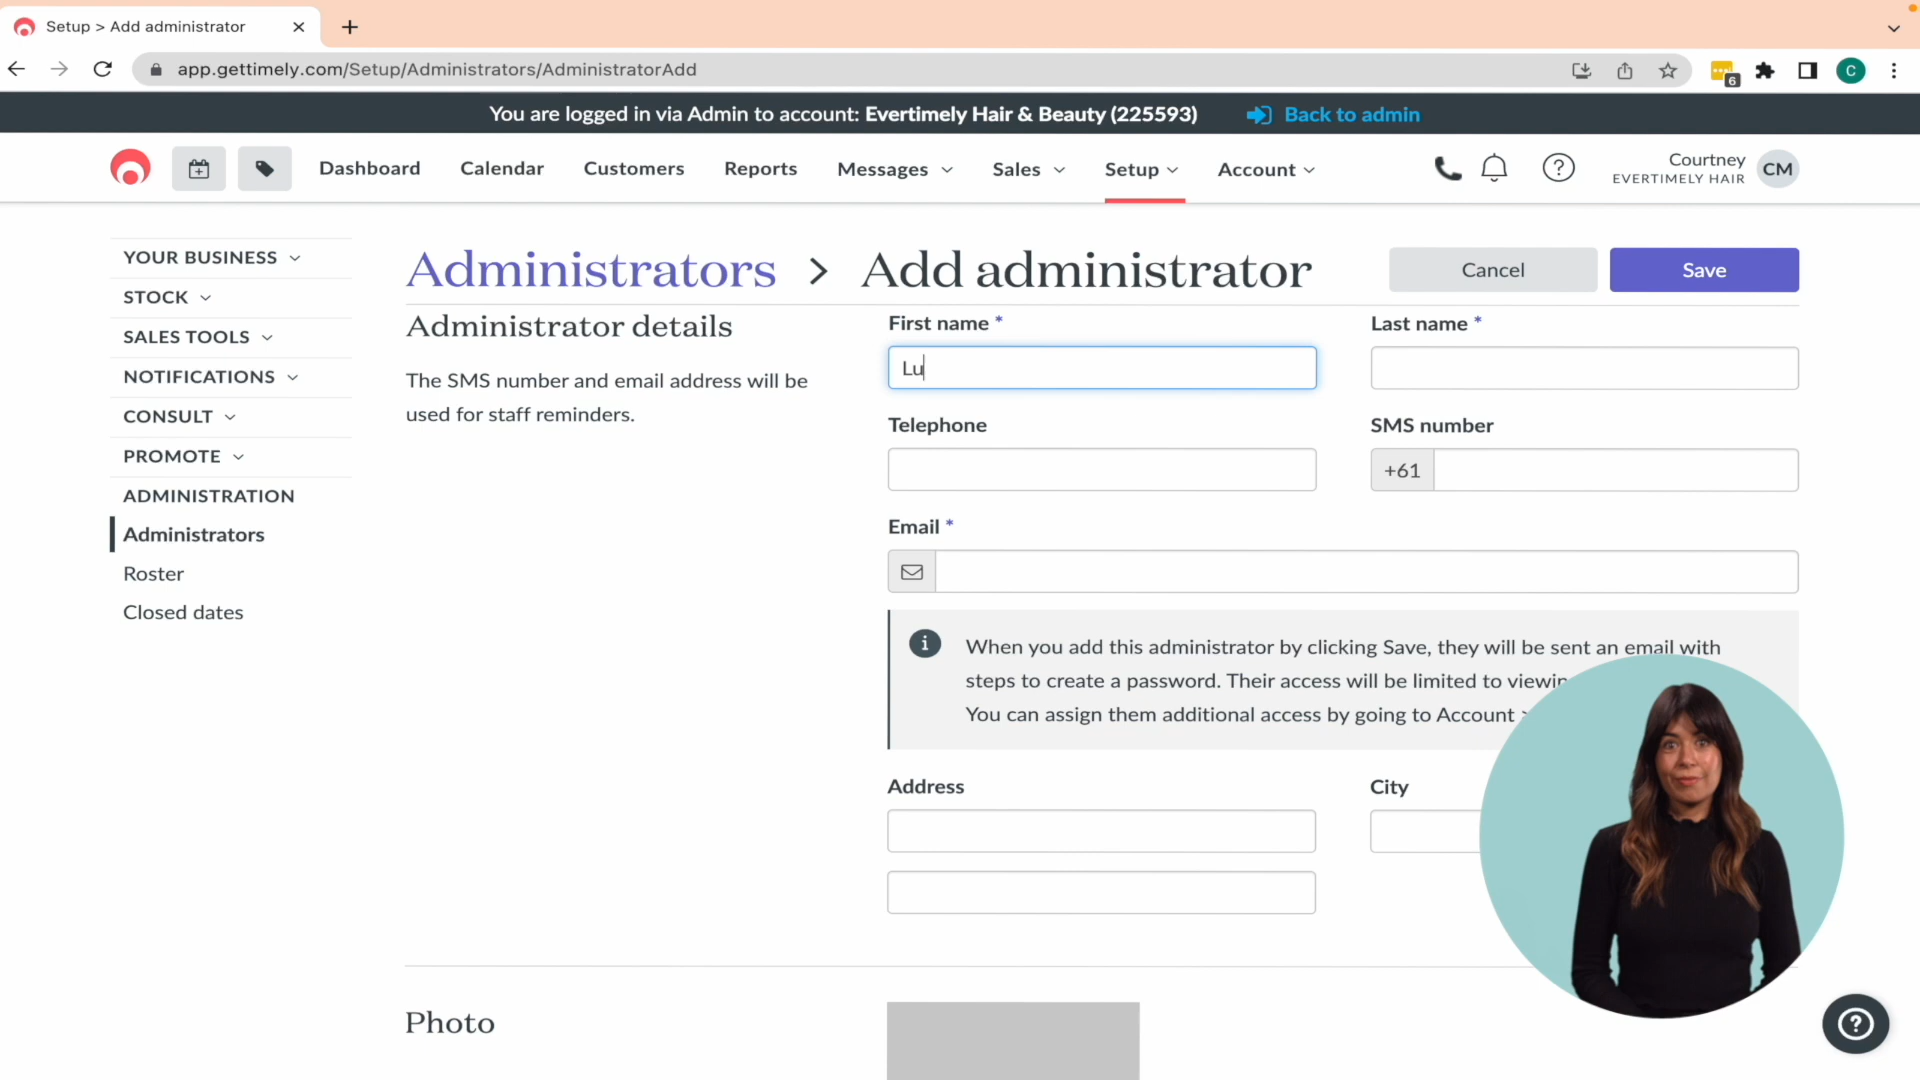 Setup > Add administrator
app.gettimely.com/Setup/Administrators/AdministratorAdd
6
C
You are logged in via Admin to account: Evertimely Hair & Beauty (225593)
Back to admin
Dashboard
Calendar
Customers
Reports
Messages
Sales
Setup
Account
Courtney
EVERTIMELY HAIR
CM
YOUR BUSINESS
STOCK
SALES TOOLS
NOTIFICATIONS
CONSULT
PROMOTE
ADMINISTRATION
Administrators
Roster
Closed dates
Administrators > Add administrator
Cancel
Save
Administrator details
The SMS number and email address will be
used for staff reminders.
First name *
Lu
Last name *
Telephone
SMS number
+61
Email *
When you add this administrator by clicking Save, they will be sent an email with
steps to create a password. Their access will be limited to
You can assign them additional access by going to Account
Address
City
Photo